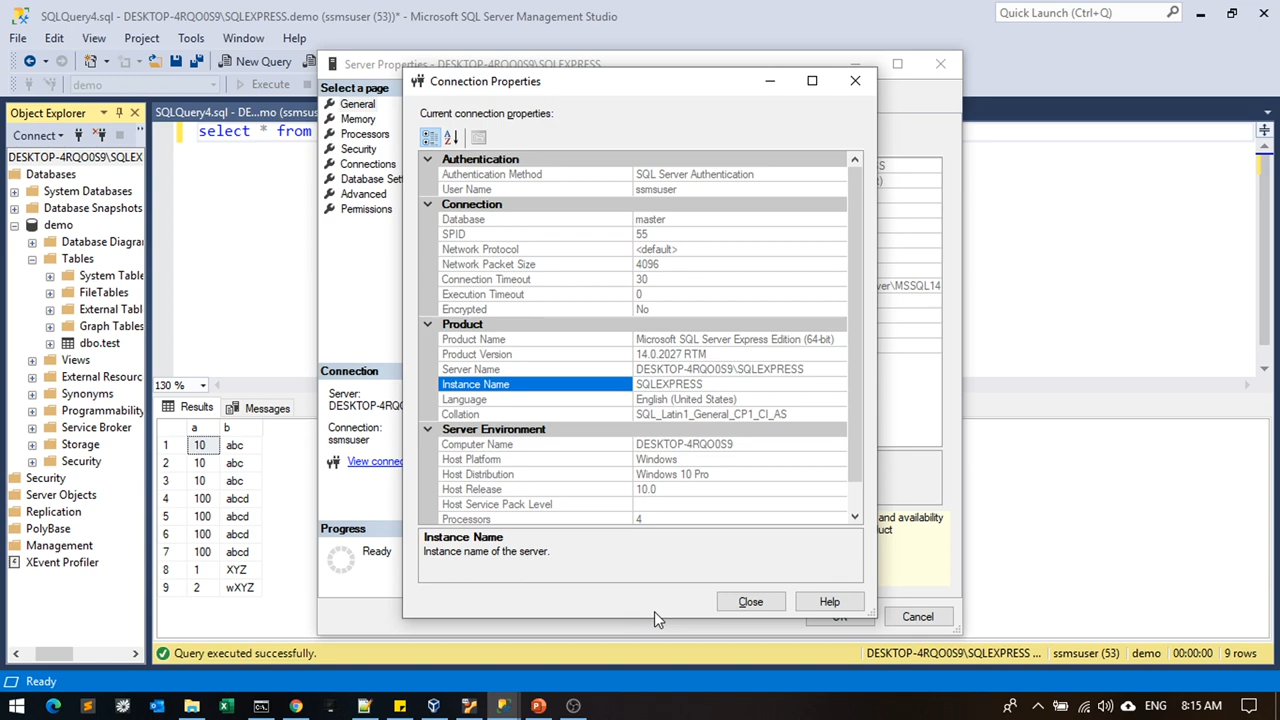 SQLQuery4.sql - DESKTOP-4RQO0S9\SQLEXPRESS.demo (ssmsuser (53))* - Microsoft SQL Server Management Studio
Quick Launch (Ctrl+Q)
File Edit View Project Tools Window Help
New Query
demo
Execute
Server Properties - DESKTOP-4RQO0S9\SQLEXPRESS
Select a page
General
Memory
Processors
Security
Connections
Database Set
Advanced
Permissions
Connection
Server:
DESKTOP-4RQ
Connection:
ssmsuser
View connec
Progress
Ready
Object Explorer
Connect
DESKTOP-4RQO0S9\SQLEX
Databases
System Databases
Database Snapshots
demo
Database Diagra
Tables
System Table
FileTables
External Tabl
Graph Tables
dbo.test
Views
External Resourc
Synonyms
Programmability
Service Broker
Storage
Security
Security
Server Objects
Replication
PolyBase
Management
XEvent Profiler
SQLQuery4.sql - DE...mo (ssmsu
select * from
130 %
Results Messages
a b
1 10 abc
2 10 abc
3 10 abc
4 100 abcd
5 100 abcd
6 100 abcd
7 100 abcd
8 1 XYZ
9 2 wXYZ
Connection Properties
Current connection properties:
Authentication
Authentication Method SQL Server Authentication
User Name ssmsuser
Connection
Database master
SPID 55
Network Protocol <default>
Network Packet Size 4096
Connection Timeout 30
Execution Timeout 0
Encrypted No
Product
Product Name Microsoft SQL Server Express Edition (64-bit)
Product Version 14.0.2027 RTM
Server Name DESKTOP-4RQO0S9\SQLEXPRESS
Instance Name SQLEXPRESS
Language English (United States)
Collation SQL_Latin1_General_CP1_CI_AS
Server Environment
Computer Name DESKTOP-4RQO0S9
Host Platform Windows
Host Distribution Windows 10 Pro
Host Release 10.0
Host Service Pack Level
Processors 4
Instance Name
Instance name of the server.
Close Help
ver\MSSQL14
and availability
duct
OK Cancel
Query executed successfully.
DESKTOP-4RQO0S9\SQLEXPRESS ... ssmsuser (53) demo 00:00:00 9 rows
Ready
ENG 8:15 AM